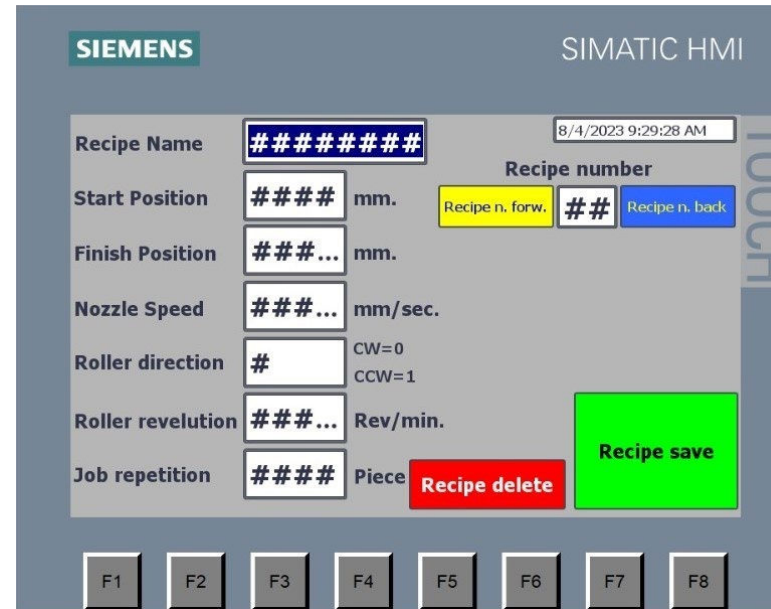 SIEMENS
SIMATIC HMI
TOUCH
8/4/2023 9:29:28 AM
Recipe Name ########
Recipe number
Start Position #### mm.
Recipe n. forw. ## Recipe n. back
Finish Position ###... mm.
Nozzle Speed ###... mm/sec.
Roller direction # CW=0
CCW=1
Roller revelution ###... Rev/min.
Job repetition #### Piece
Recipe delete
Recipe save
F1 F2 F3 F4 F5 F6 F7 F8